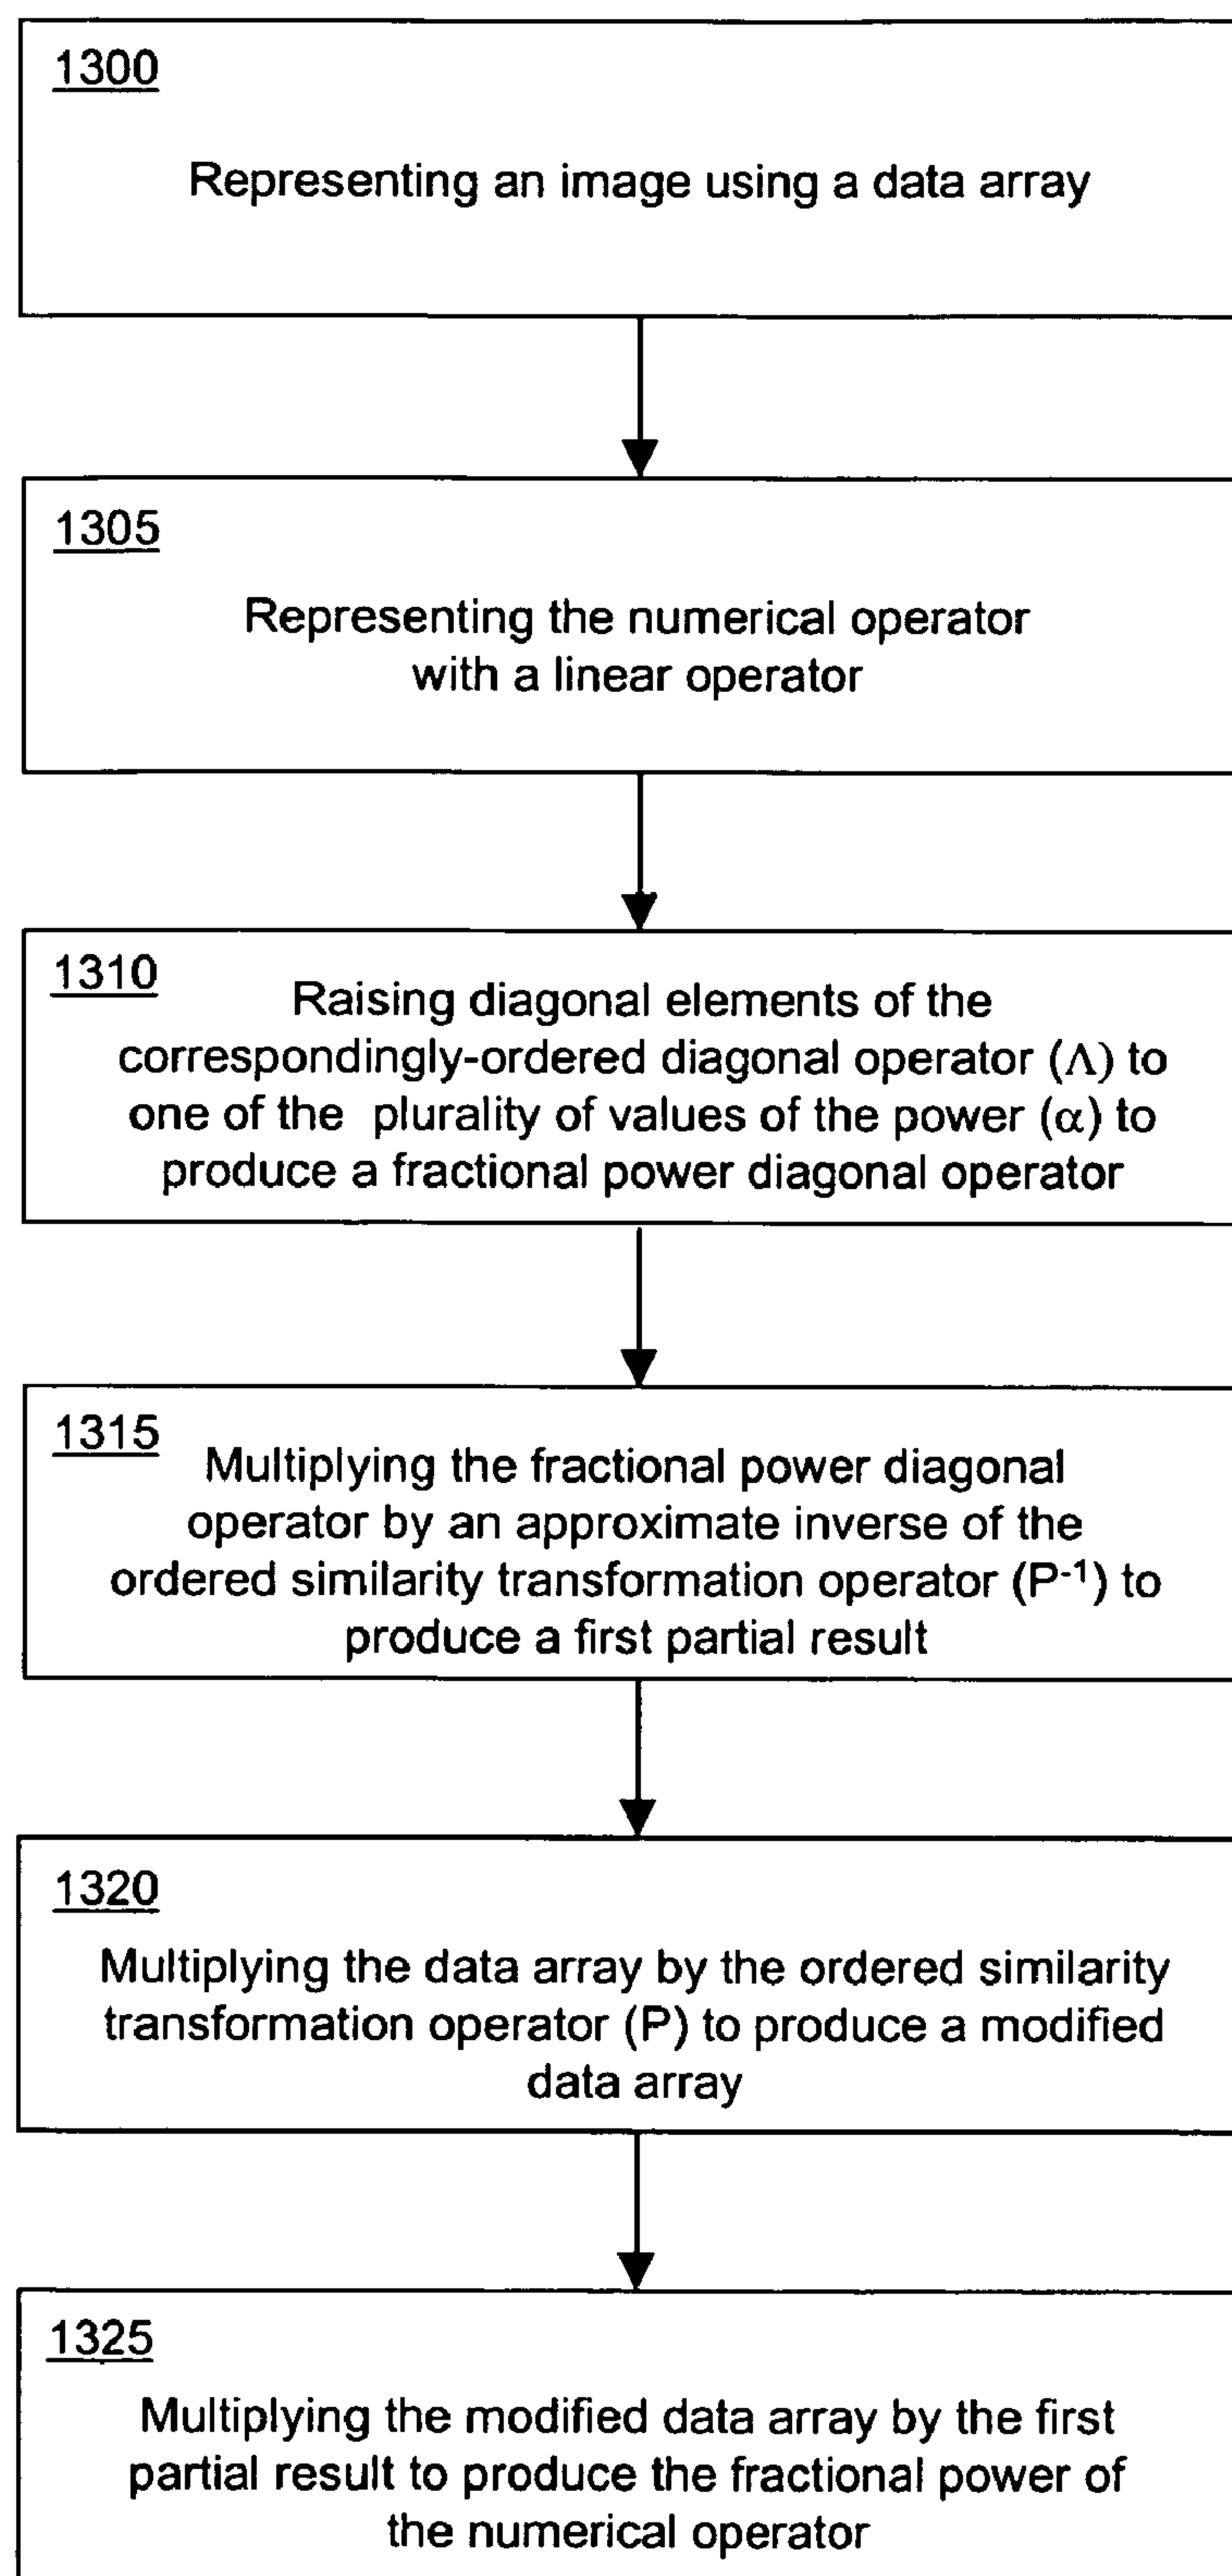 1300
Representing an image using a data array
1305
Representing the numerical operator
with a linear operator
1310
Raising diagonal elements of the
correspondingly-ordered diagonal operator (Λ) to
one of the plurality of values of the power (α) to
produce a fractional power diagonal operator
1315
Multiplying the fractional power diagonal
operator by an approximate inverse of the
ordered similarity transformation operator (P⁻¹) to
produce a first partial result
1320
Multiplying the data array by the ordered similarity
transformation operator (P) to produce a modified
data array
1325
Multiplying the modified data array by the first
partial result to produce the fractional power of
the numerical operator